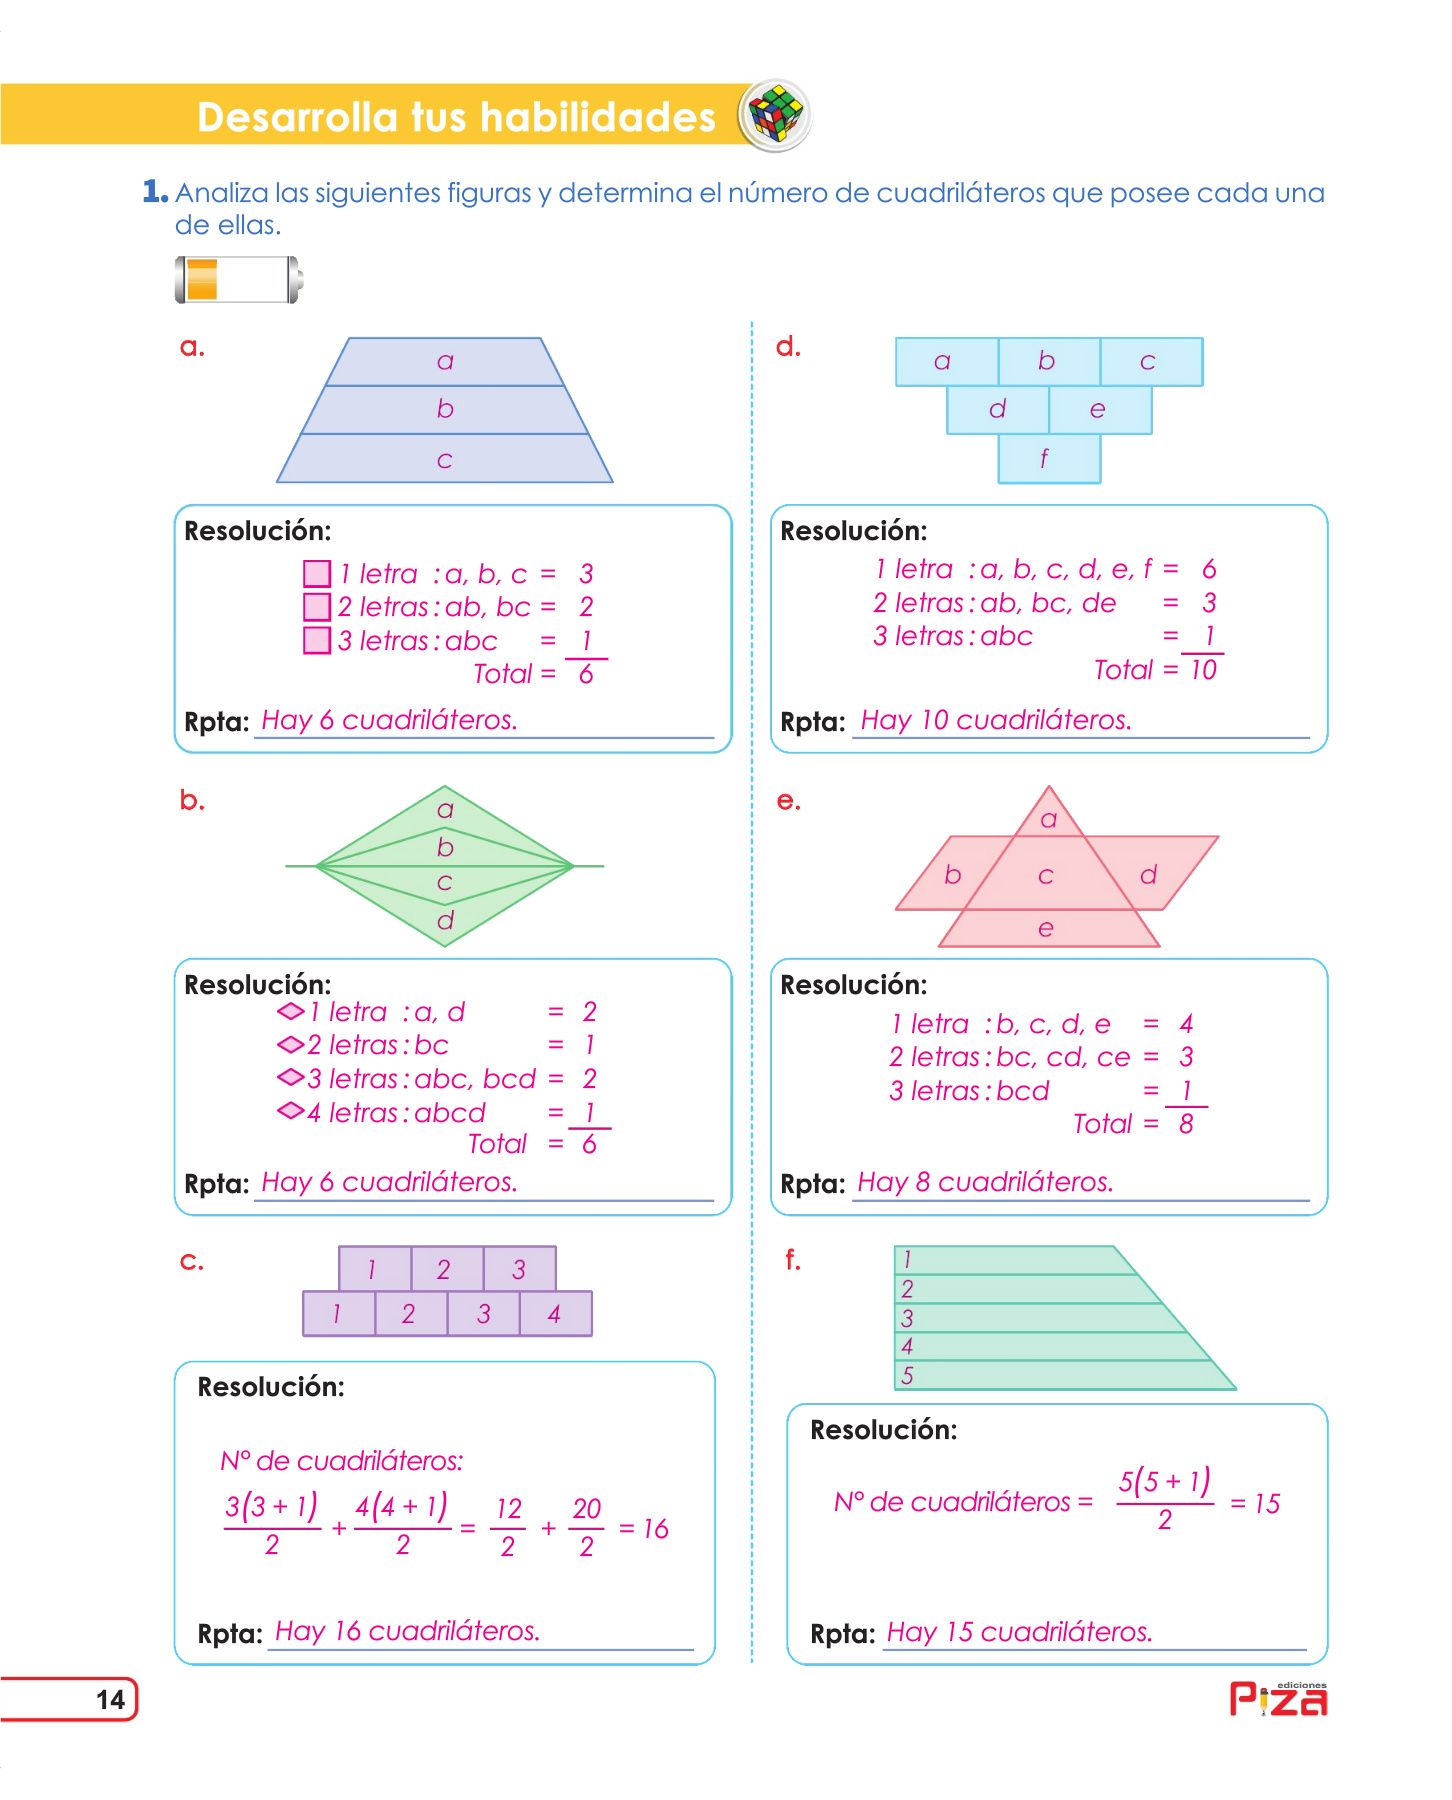 Desarrolla tus habilidades
1. Analiza las siguientes figuras y determina el número de cuadriláteros que posee cada una
de ellas.
a.
a
b
c
Resolución:
1 letra : a, b, c = 3
2 letras : ab, bc = 2
3 letras : abc = 1
Total = 6
Rpta: Hay 6 cuadriláteros.
b.
a
b
c
d
Resolución:
1 letra : a, d = 2
2 letras : bc = 1
3 letras : abc, bcd = 2
4 letras : abcd = 1
Total = 6
Rpta: Hay 6 cuadriláteros.
c.
1 2 3
1 2 3 4
Resolución:
N° de cuadriláteros:
3(3 + 1)/2 + 4(4 + 1)/2 = 12/2 + 20/2 = 16
Rpta: Hay 16 cuadriláteros.
d.
a b c
d e
f
Resolución:
1 letra : a, b, c, d, e, f = 6
2 letras : ab, bc, de = 3
3 letras : abc = 1
Total = 10
Rpta: Hay 10 cuadriláteros.
e.
a
b c d
e
Resolución:
1 letra : b, c, d, e = 4
2 letras : bc, cd, ce = 3
3 letras : bcd = 1
Total = 8
Rpta: Hay 8 cuadriláteros.
f.
1
2
3
4
5
Resolución:
N° de cuadriláteros = 5(5 + 1)/2 = 15
Rpta: Hay 15 cuadriláteros.
14
ediciones
Piza